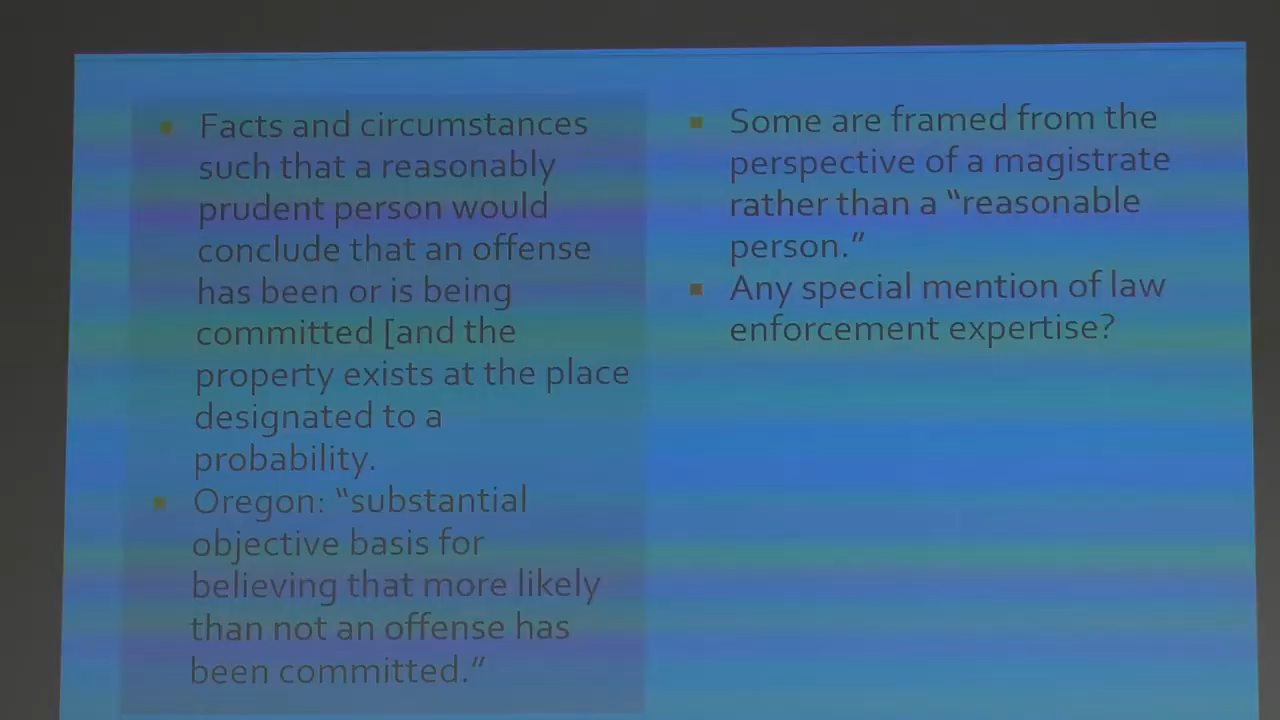 Facts and circumstances
such that a reasonably
prudent person would
conclude that an offense
has been or is being
committed [and the
property exists at the place
designated to a
probability.
Oregon: “substantial
objective basis for
believing that more likely
than not an offense has
been committed.”
Some are framed from the
perspective of a magistrate
rather than a “reasonable
person.”
Any special mention of law
enforcement expertise?